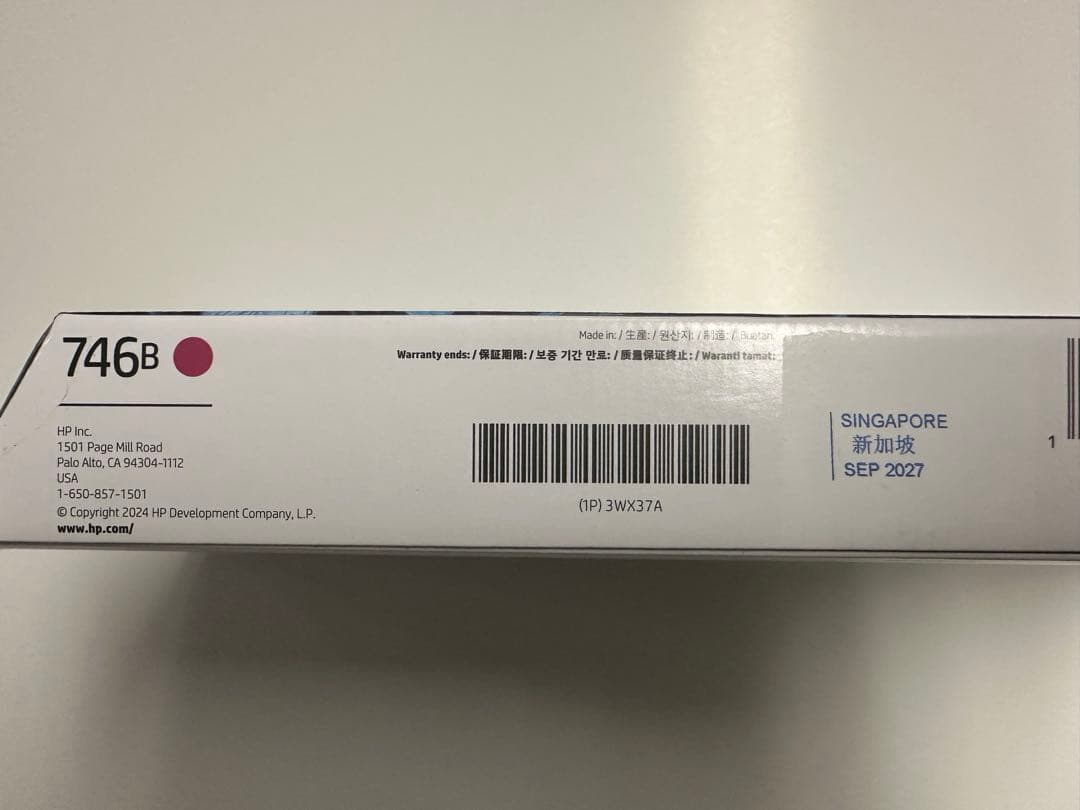 746B
HP Inc.
1501 Page Mill Road
Palo Alto, CA 94304-1112
USA
1-650-857-1501
© Copyright 2024 HP Development Company, L.P.
www.hp.com/
Made in: / 生産: / 원산지: / 制造: / Buatan:
Warranty ends: / 保証期限: / 보증 기간 만료: / 质量保证终止: / Waranti tamat:
(1P) 3WX37A
SINGAPORE
新加坡
SEP 2027
1